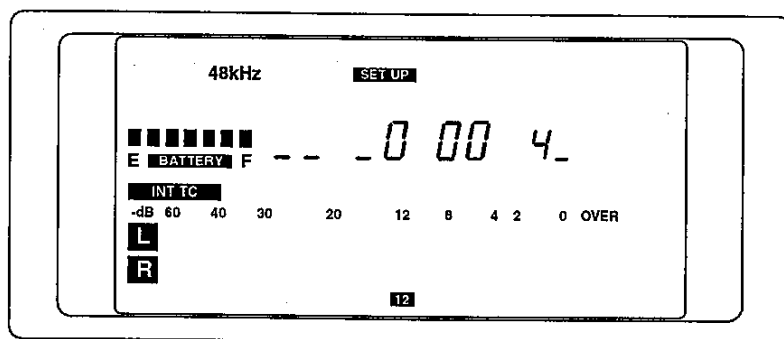 48kHz SET UP
_ _ _0 00 4_
E BATTERY F
INT TC
-dB 60 40 30 20 12 8 4 2 0 OVER
L
R
12